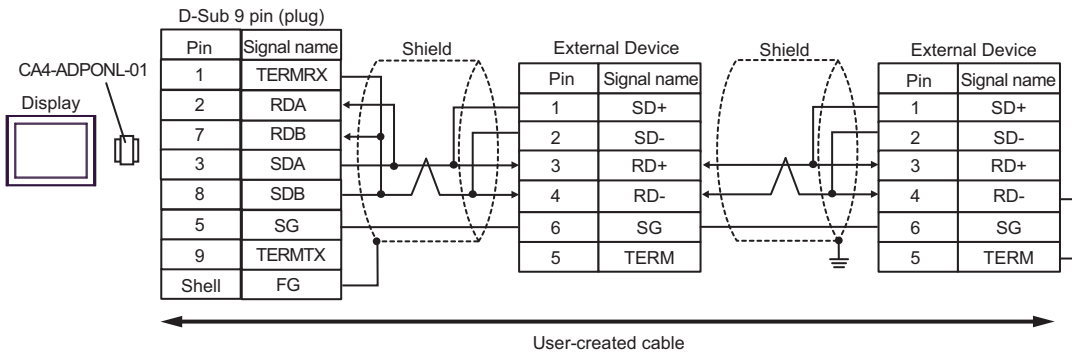 D-Sub 9 pin (plug)
CA4-ADPONL-01
Display
Pin Signal name
1 TERMRX
2 RDA
7 RDB
3 SDA
8 SDB
5 SG
9 TERMTX
Shell FG
Shield
External Device
Pin Signal name
1 SD+
2 SD-
3 RD+
4 RD-
6 SG
5 TERM
Shield
External Device
Pin Signal name
1 SD+
2 SD-
3 RD+
4 RD-
6 SG
5 TERM
User-created cable